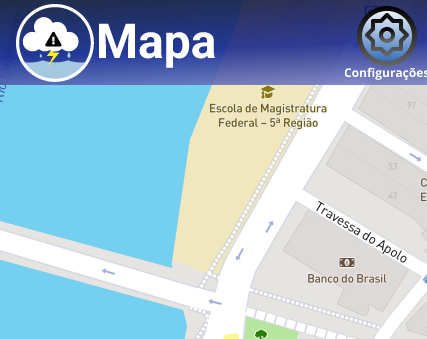 Mapa
Configurações
Escola de Magistratura
Federal – 5ª Região
91
53
43
C
E
Travessa do Apolo
Banco do Brasil